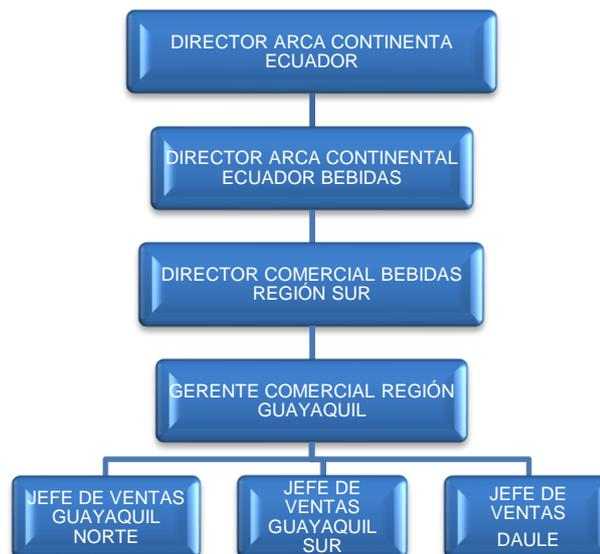 DIRECTOR ARCA CONTINENTA
ECUADOR
DIRECTOR ARCA CONTINENTAL
ECUADOR BEBIDAS
DIRECTOR COMERCIAL BEBIDAS
REGIÓN SUR
GERENTE COMERCIAL REGIÓN
GUAYAQUIL
JEFE DE VENTAS
GUAYAQUIL
NORTE
JEFE DE
VENTAS
GUAYAQUIL
SUR
JEFE DE
VENTAS
DAULE